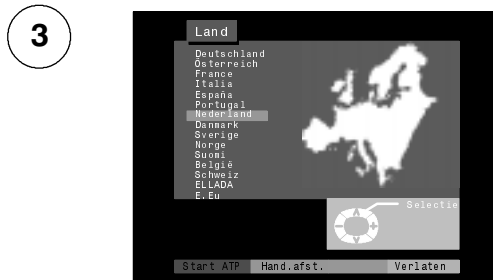 3
Land
Deutschland
Österreich
France
Italia
España
Portugal
Nederland
Danmark
Sverige
Norge
Suomi
België
Schweiz
ELLADA
E.Eu
Selectie
Start ATP Hand.afst. Verlaten